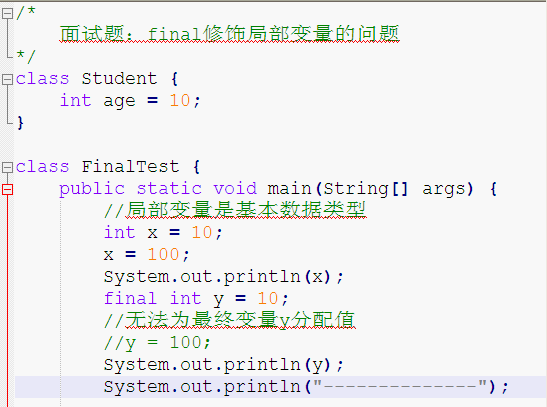 /*
面试题：final修饰局部变量的问题
*/
class Student {
int age = 10;
}
class FinalTest {
public static void main(String[] args) {
//局部变量是基本数据类型
int x = 10;
x = 100;
System.out.println(x);
final int y = 10;
//无法为最终变量y分配值
//y = 100;
System.out.println(y);
System.out.println("--------------");